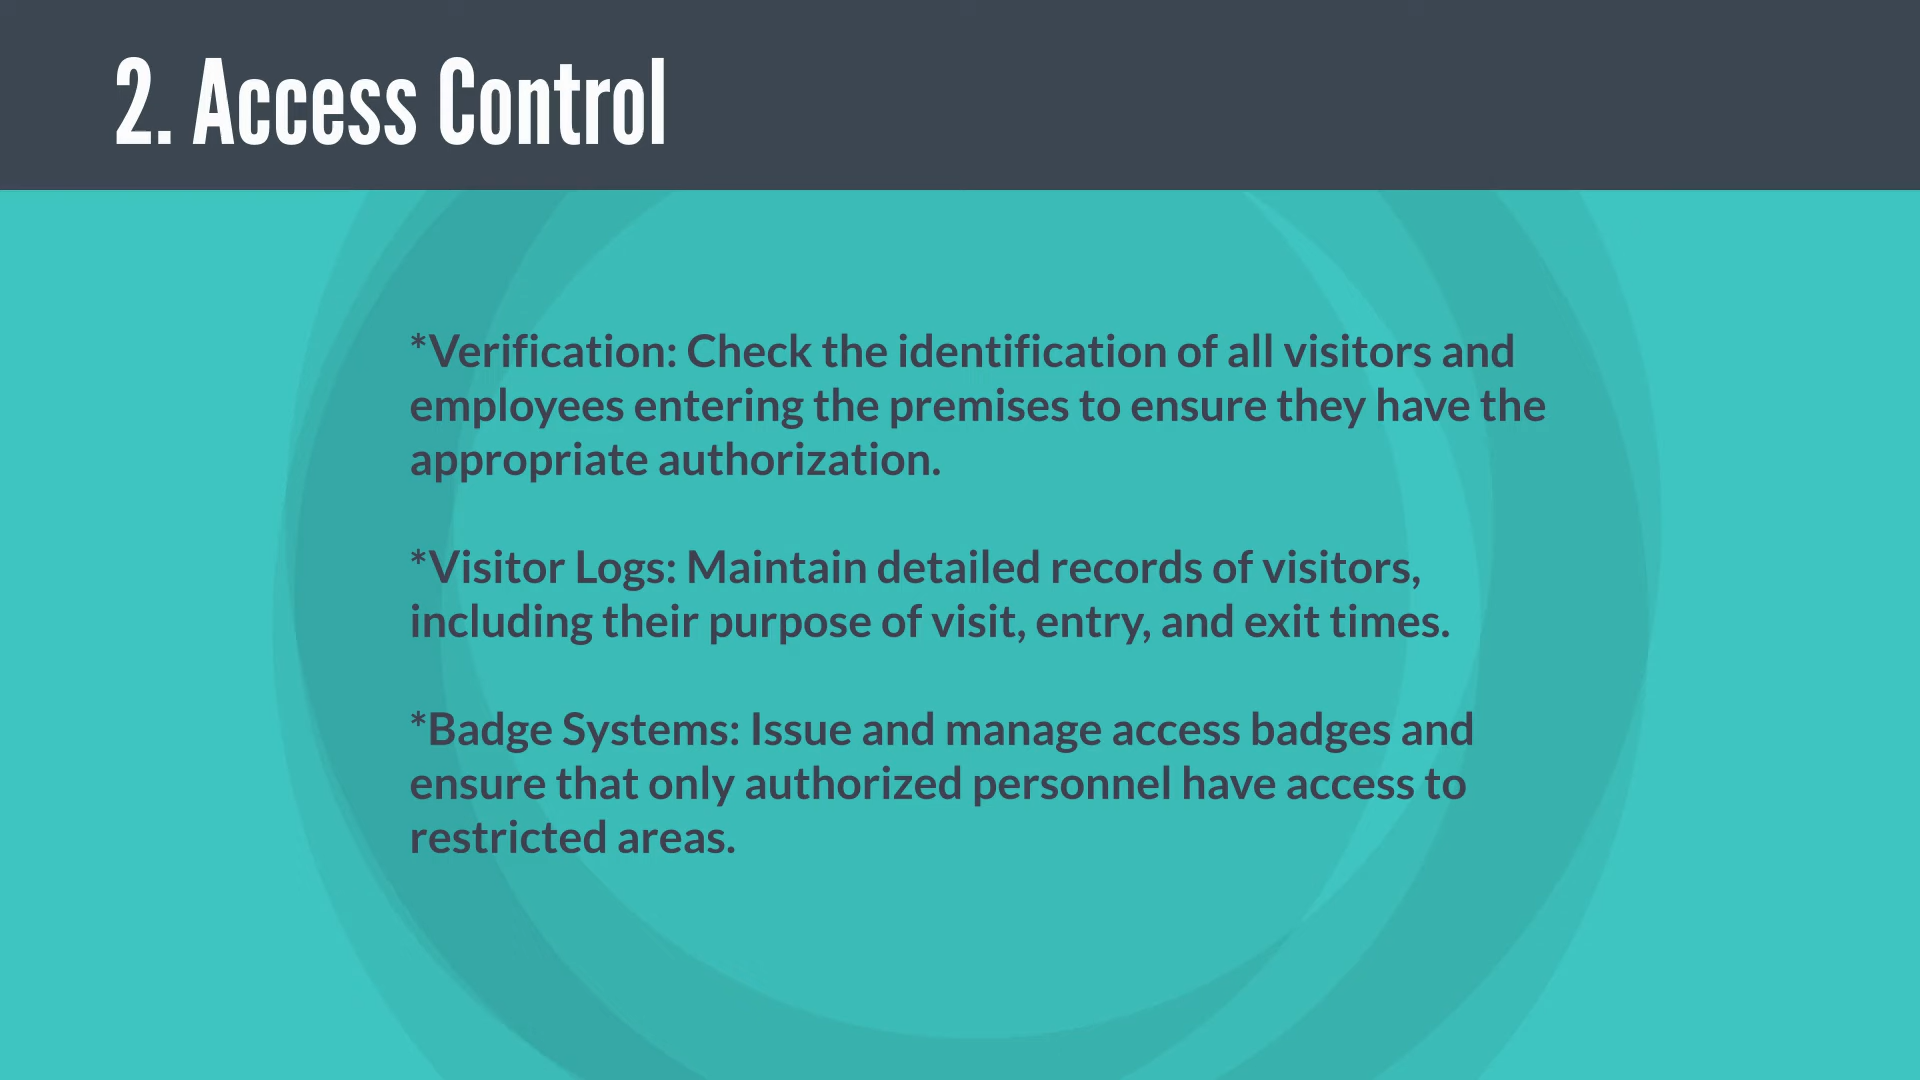 2. Access Control
*Verification: Check the identification of all visitors and
employees entering the premises to ensure they have the
appropriate authorization.
*Visitor Logs: Maintain detailed records of visitors,
including their purpose of visit, entry, and exit times.
*Badge Systems: Issue and manage access badges and
ensure that only authorized personnel have access to
restricted areas.